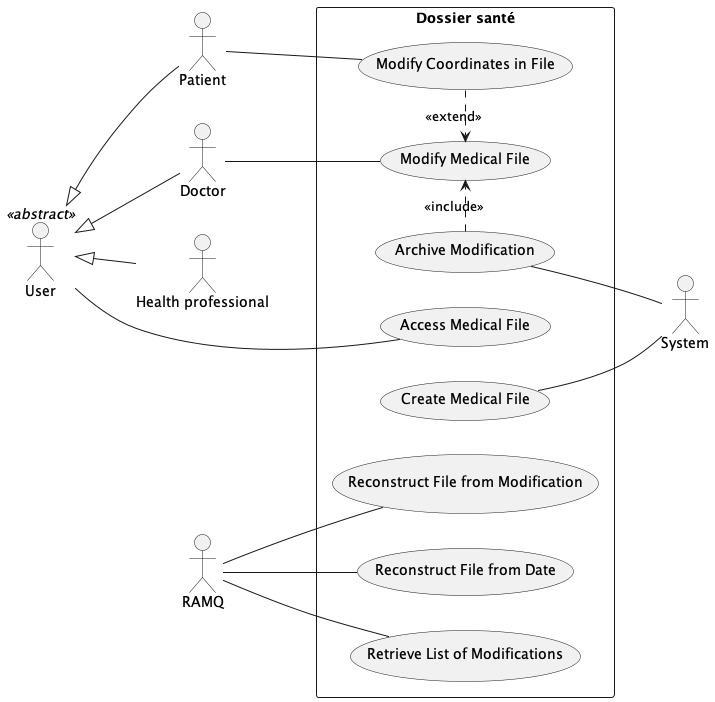 Dossier santé
Patient
Modify Coordinates in File
«extend»
Doctor
Modify Medical File
«include»
«abstract»
User
Health professional
Archive Modification
System
Access Medical File
Create Medical File
Reconstruct File from Modification
RAMQ
Reconstruct File from Date
Retrieve List of Modifications